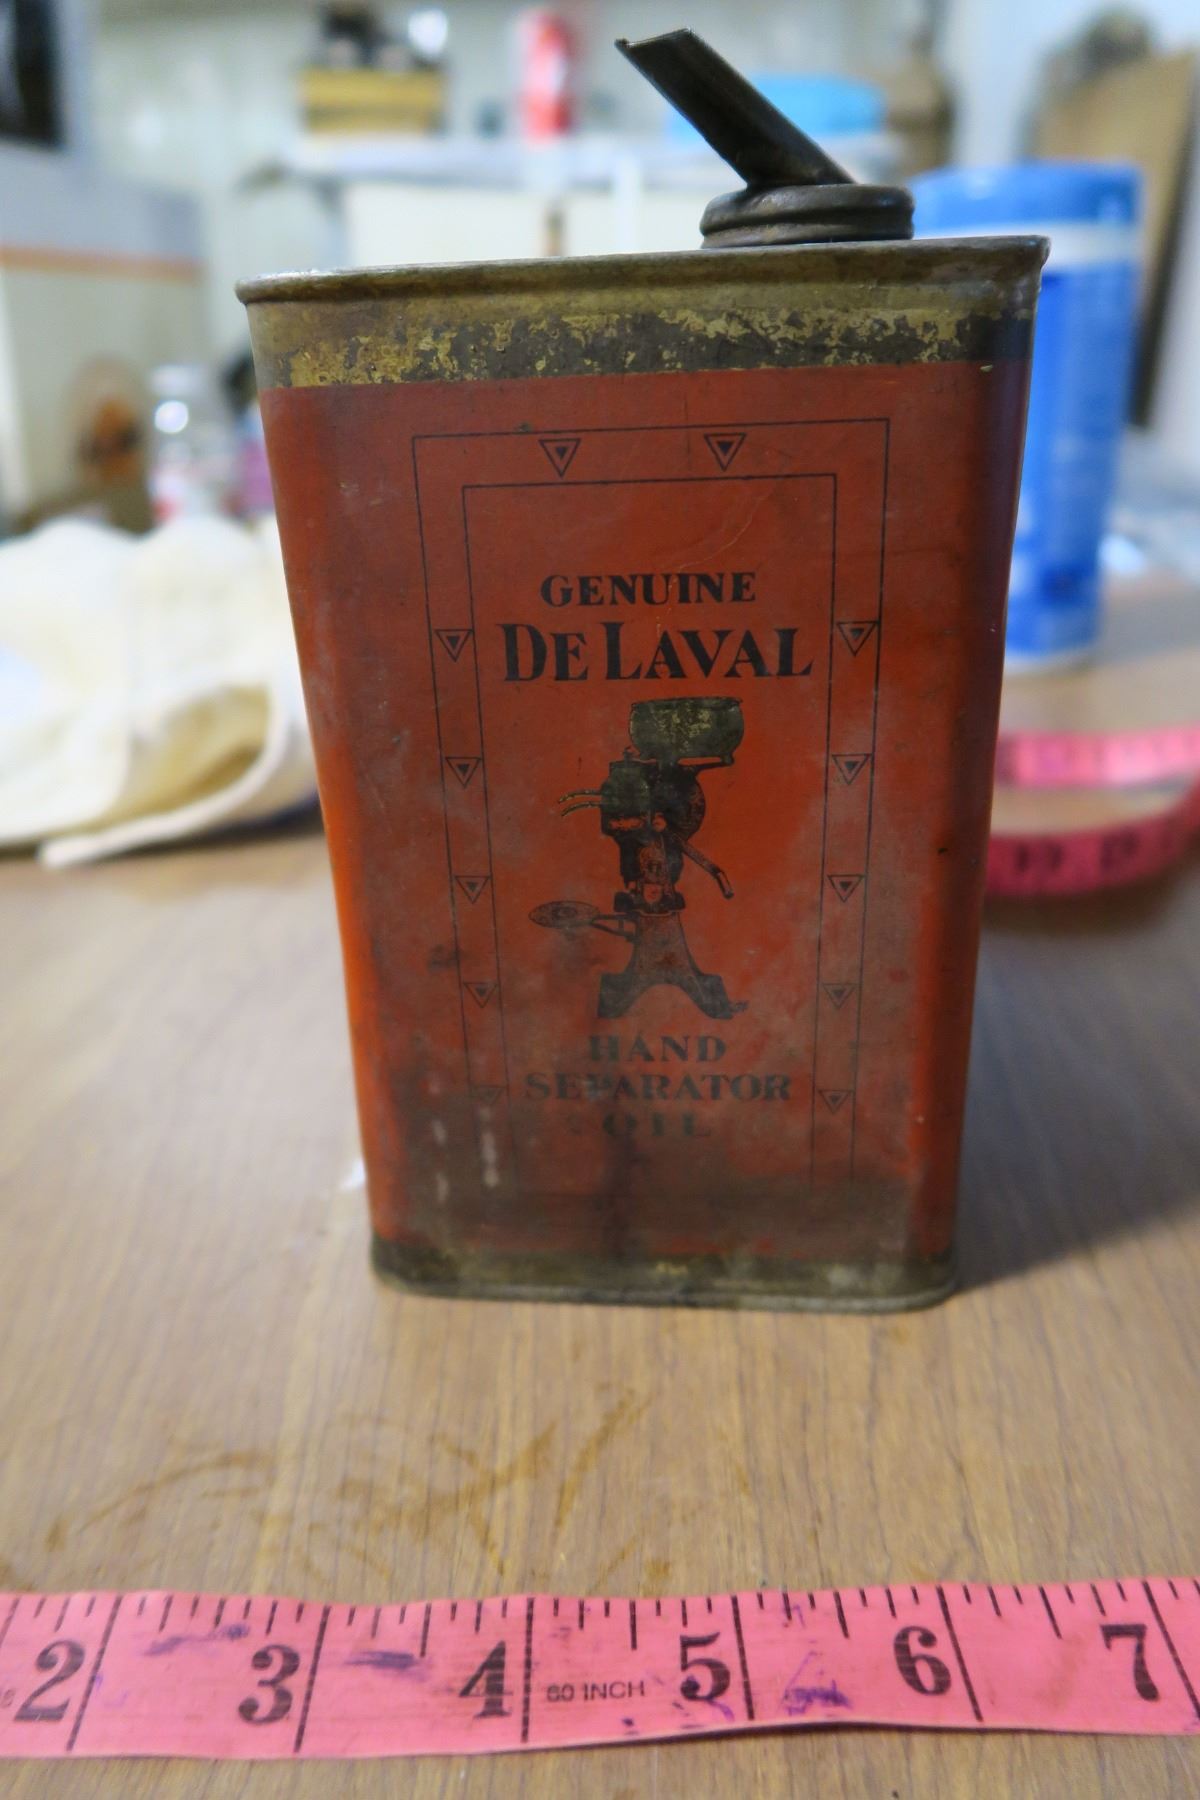 GENUINE
DE LAVAL
HAND
SEPARATOR
OIL
2 3 4 60 INCH 5 6 7